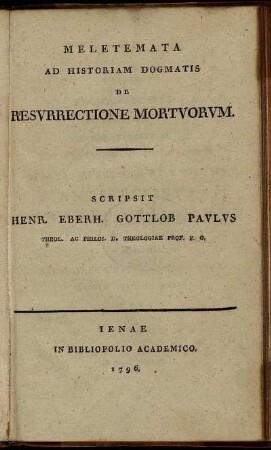 MELETEMATA
AD HISTORIAM DOGMATIS
DE
RESVRRECTIONE MORTVORVM.
SCRIPSIT
HENR. EBERH. GOTTLOB PAVLVS
THEOL. AC PHILOS. D. THEOLOGIAE PROF. P. O.
IENAE
IN BIBLIOPOLIO ACADEMICO.
1796.